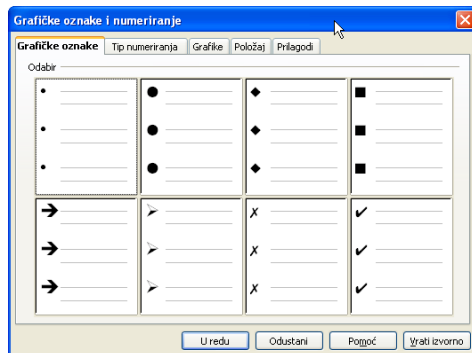 Grafičke oznake i numeriranje
Grafičke oznake Tip numeriranja Grafike Položaj Prilagodi
Odabir
U redu Odustani Pomoć Vrati izvorno